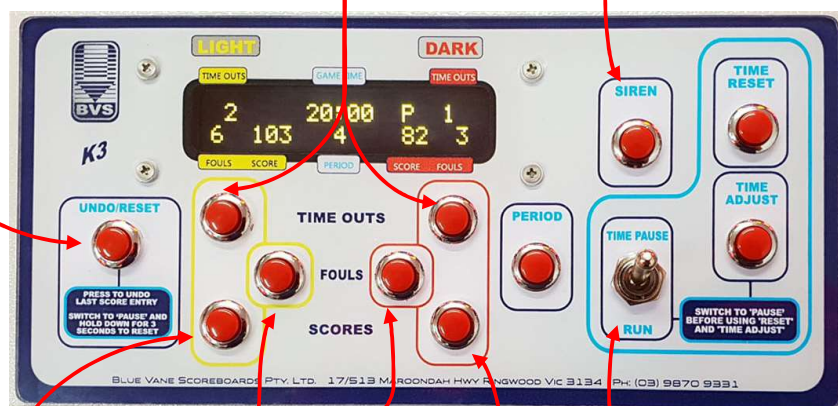 LIGHT
DARK
TIME OUTS
GAME TIME
TIME OUTS
2 20:00 P 1
6 103 4 82 3
FOULS SCORE PERIOD SCORE FOULS
BVS
K3
UNDO/RESET
PRESS TO UNDO
LAST SCORE ENTRY
SWITCH TO 'PAUSE' AND
HOLD DOWN FOR 3
SECONDS TO RESET
TIME OUTS
FOULS
SCORES
PERIOD
SIREN
TIME
RESET
TIME
ADJUST
TIME PAUSE
RUN
SWITCH TO 'PAUSE'
BEFORE USING 'RESET'
AND 'TIME ADJUST'
BLUE VANE SCOREBOARDS PTY. LTD. 17/513 MAROONDAH HWY RINGWOOD VIC 3134 PH: (03) 9870 9331